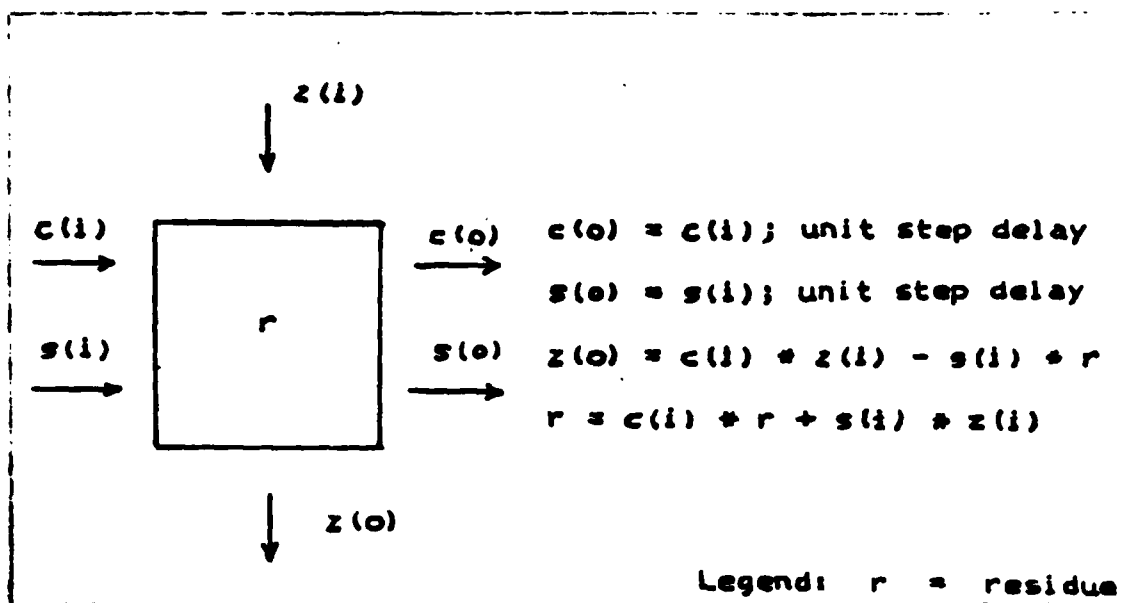 z(i)
c(i)
c(o) c(o) = c(i); unit step delay
s(o) = s(i); unit step delay
r
s(i)
s(o) z(o) = c(i) * z(i) - s(i) * r
r = c(i) * r + s(i) * z(i)
z(o)
Legend: r = residue